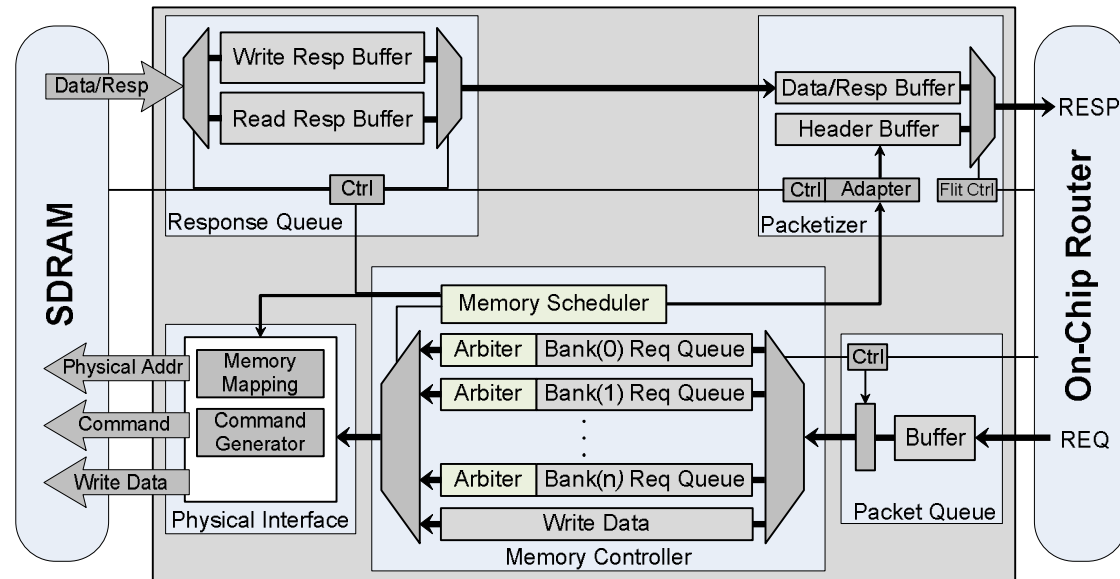 Write Resp Buffer
Data/Resp
Read Resp Buffer
Ctrl
Response Queue
Data/Resp Buffer
Header Buffer
RESP
Ctrl
Adapter
Flit Ctrl
Packetizer
SDRAM
On-Chip Router
Memory Scheduler
Arbiter
Bank(0) Req Queue
Arbiter
Bank(1) Req Queue
Arbiter
Bank(n) Req Queue
Write Data
Memory Controller
Physical Addr
Command
Write Data
Memory
Mapping
Command
Generator
Physical Interface
Ctrl
Buffer
REQ
Packet Queue